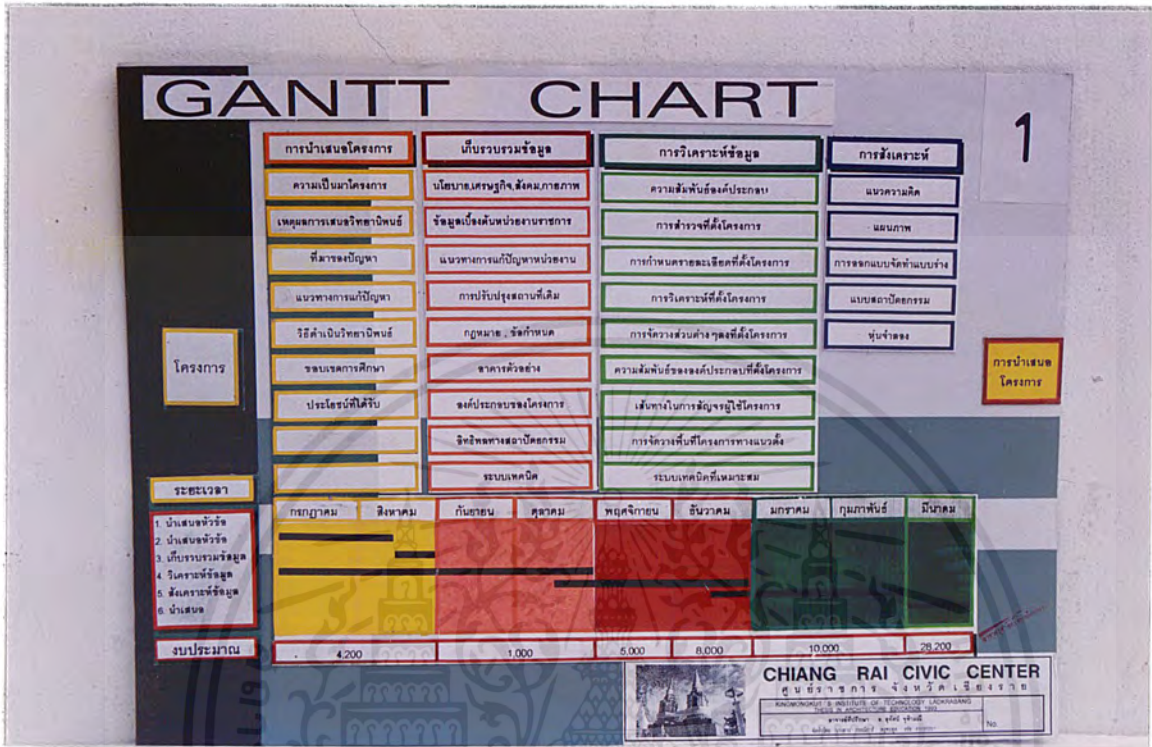 GANTT CHART
1
การนำเสนอโครงการ
ความเป็นมาโครงการ
เหตุผลการเสนอวิทยานิพนธ์
ที่มาของปัญหา
แนวทางการแก้ปัญหา
วิธีดำเนินวิทยานิพนธ์
ขอบเขตการศึกษา
ประโยชน์ที่ได้รับ
เก็บรวบรวมข้อมูล
นโยบาย,เศรษฐกิจ,สังคม,กายภาพ
ข้อมูลเบื้องต้นหน่วยงานราชการ
แนวทางการแก้ปัญหาหน่วยงาน
การปรับปรุงสถานที่เดิม
กฎหมาย , ข้อกำหนด
อาคารตัวอย่าง
องค์ประกอบของโครงการ
อิทธิพลทางสถาปัตยกรรม
ระบบเทคนิค
การวิเคราะห์ข้อมูล
ความสัมพันธ์องค์ประกอบ
การสำรวจที่ตั้งโครงการ
การกำหนดรายละเอียดที่ตั้งโครงการ
การวิเคราะห์ที่ตั้งโครงการ
การจัดวางส่วนต่าง ๆลงที่ตั้งโครงการ
ความสัมพันธ์ขององค์ประกอบที่ตั้งโครงการ
เส้นทางในการสัญจรผู้ใช้โครงการ
การจัดวางพื้นที่โครงการทางแนวตั้ง
ระบบเทคนิคที่เหมาะสม
การสังเคราะห์
แนวความคิด
แผนภาพ
การออกแบบจัดทำแบบร่าง
แบบสถาปัตยกรรม
หุ่นจำลอง
โครงการ
การนำเสนอ
โครงการ
ระยะเวลา
กรกฎาคม สิงหาคม กันยายน ตุลาคม พฤศจิกายน ธันวาคม มกราคม กุมภาพันธ์ มีนาคม
1. นำเสนอหัวข้อ
2. นำเสนอหัวข้อ
3. เก็บรวบรวมข้อมูล
4. วิเคราะห์ข้อมูล
5. สังเคราะห์ข้อมูล
6. นำเสนอ
งบประมาณ 4,200 1,000 5,000 8,000 10,000 28,200
CHIANG RAI CIVIC CENTER
ศูนย์ราชการ จังหวัดเชียงราย
KINGMONGKUT'S INSTITUTE OF TECHNOLOGY LADKRABANG
THESIS IN ARCHITECTURE EDUCATION
อาจารย์ที่ปรึกษา
No.